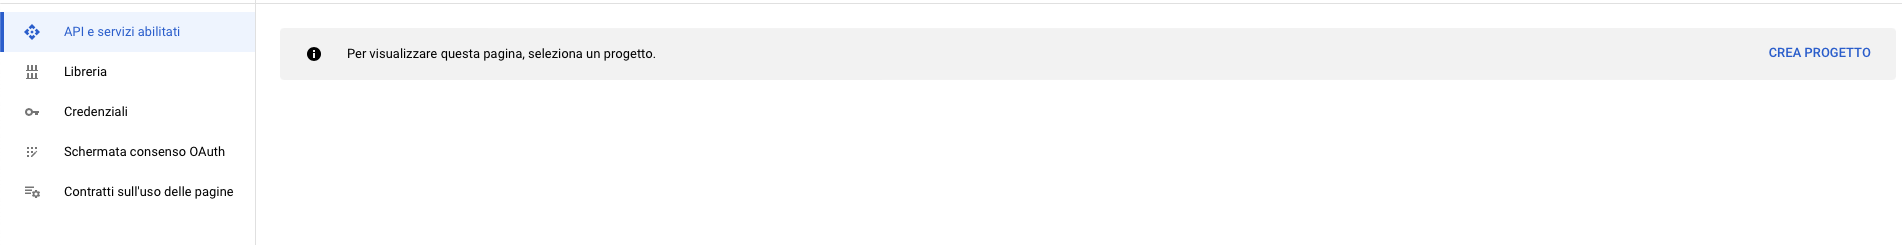 API e servizi abilitati
Libreria
Credenziali
Schermata consenso OAuth
Contratti sull'uso delle pagine
Per visualizzare questa pagina, seleziona un progetto.
CREA PROGETTO